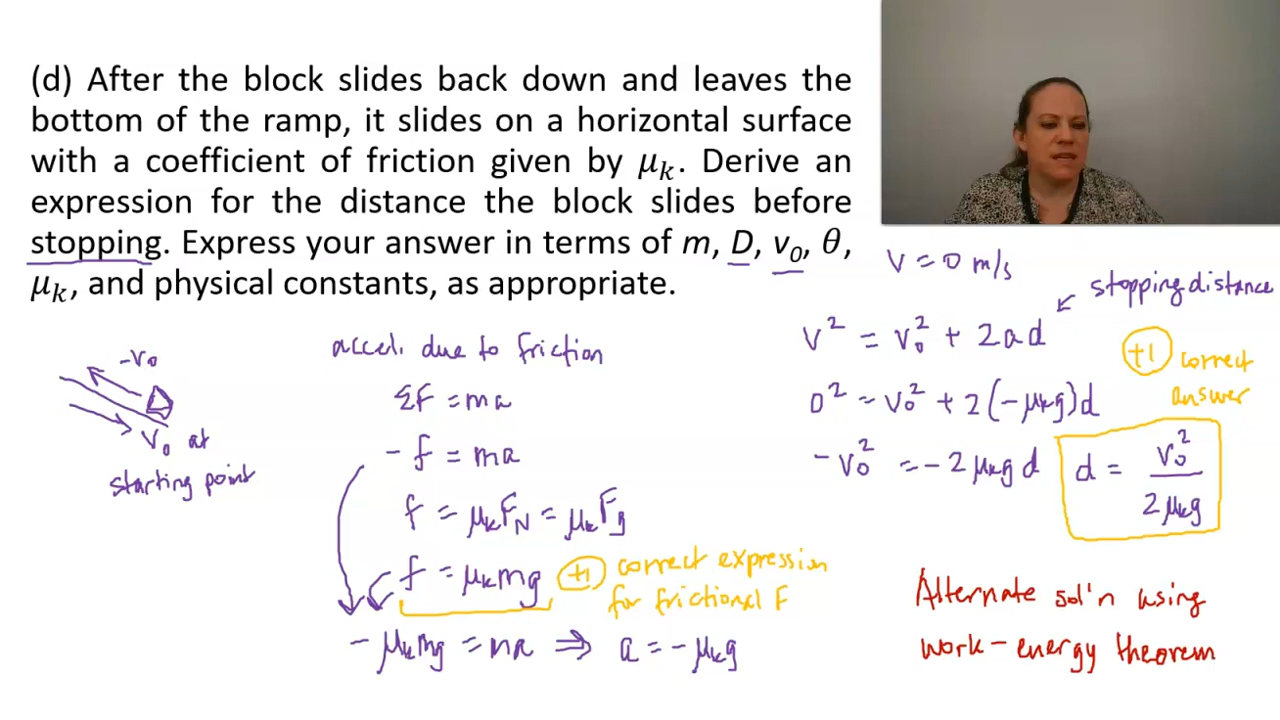 (d) After the block slides back down and leaves the
bottom of the ramp, it slides on a horizontal surface
with a coefficient of friction given by μₖ. Derive an
expression for the distance the block slides before
stopping. Express your answer in terms of m, D, v₀, θ,
μₖ, and physical constants, as appropriate.
-v₀
v₀ at
starting point
accel. due to friction
ΣF = ma
-f = ma
f = μₖF_N = μₖF_g
f = μₖmg
+1 correct expression
for frictional F
-μₖmg = ma ⇒ a = -μₖg
v = 0 m/s
stopping distance
v² = v₀² + 2ad
0² = v₀² + 2(-μₖg)d
-v₀² = -2μₖgd
+1 correct
answer
d = v₀² / 2μₖg
Alternate sol'n using
work-energy theorem